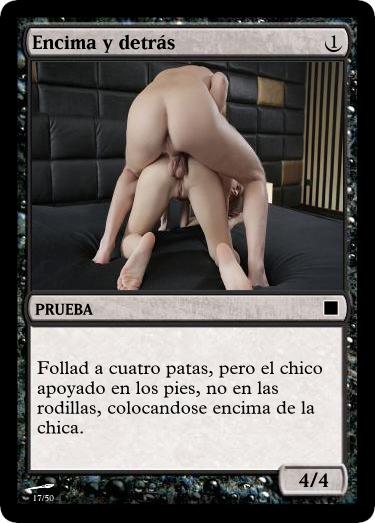 Encima y detrás 1
PRUEBA
Follad a cuatro patas, pero el chico
apoyado en los pies, no en las
rodillas, colocandose encima de la
chica.
4/4
17/50